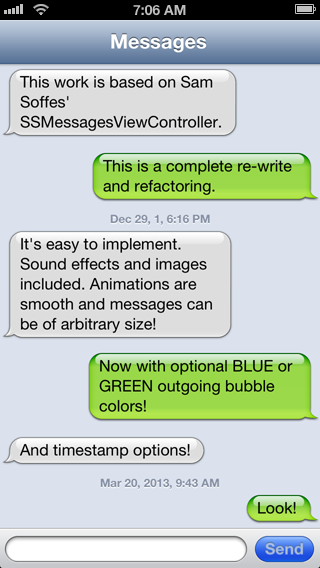 7:06 AM
Messages
This work is based on Sam
Soffes'
SSMessagesViewController.
This is a complete re-write
and refactoring.
Dec 29, 1, 6:16 PM
It's easy to implement.
Sound effects and images
included. Animations are
smooth and messages can
be of arbitrary size!
Now with optional BLUE or
GREEN outgoing bubble
colors!
And timestamp options!
Mar 20, 2013, 9:43 AM
Look!
Send